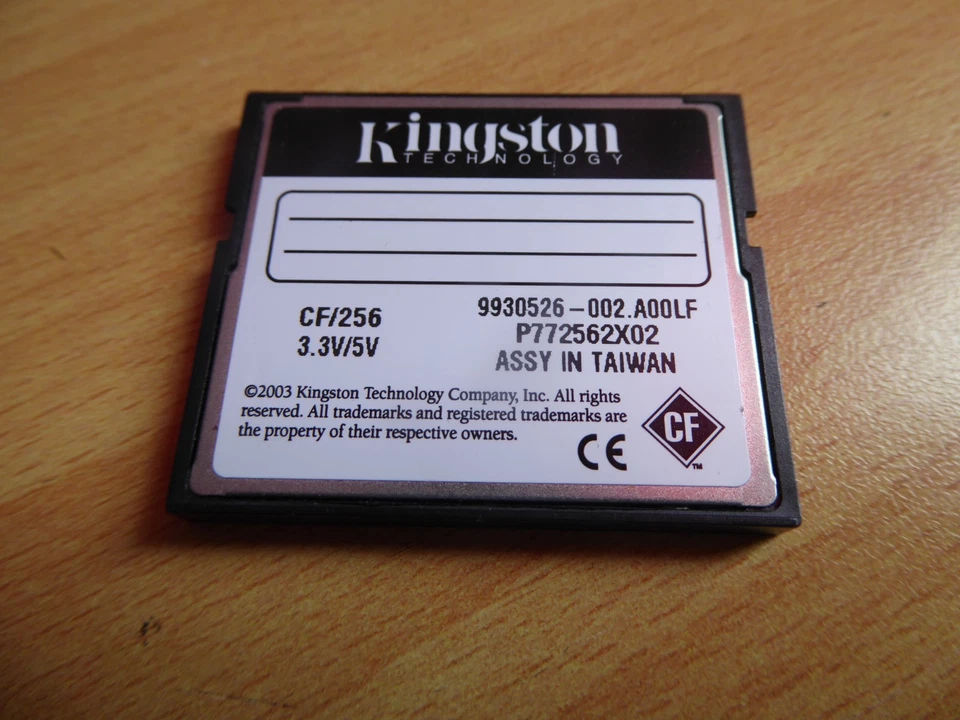 Kingston
TECHNOLOGY
CF/256
3.3V/5V
9930526-002.A00LF
P772562X02
ASSY IN TAIWAN
©2003 Kingston Technology Company, Inc. All rights
reserved. All trademarks and registered trademarks are
the property of their respective owners.
CE
CF
TM